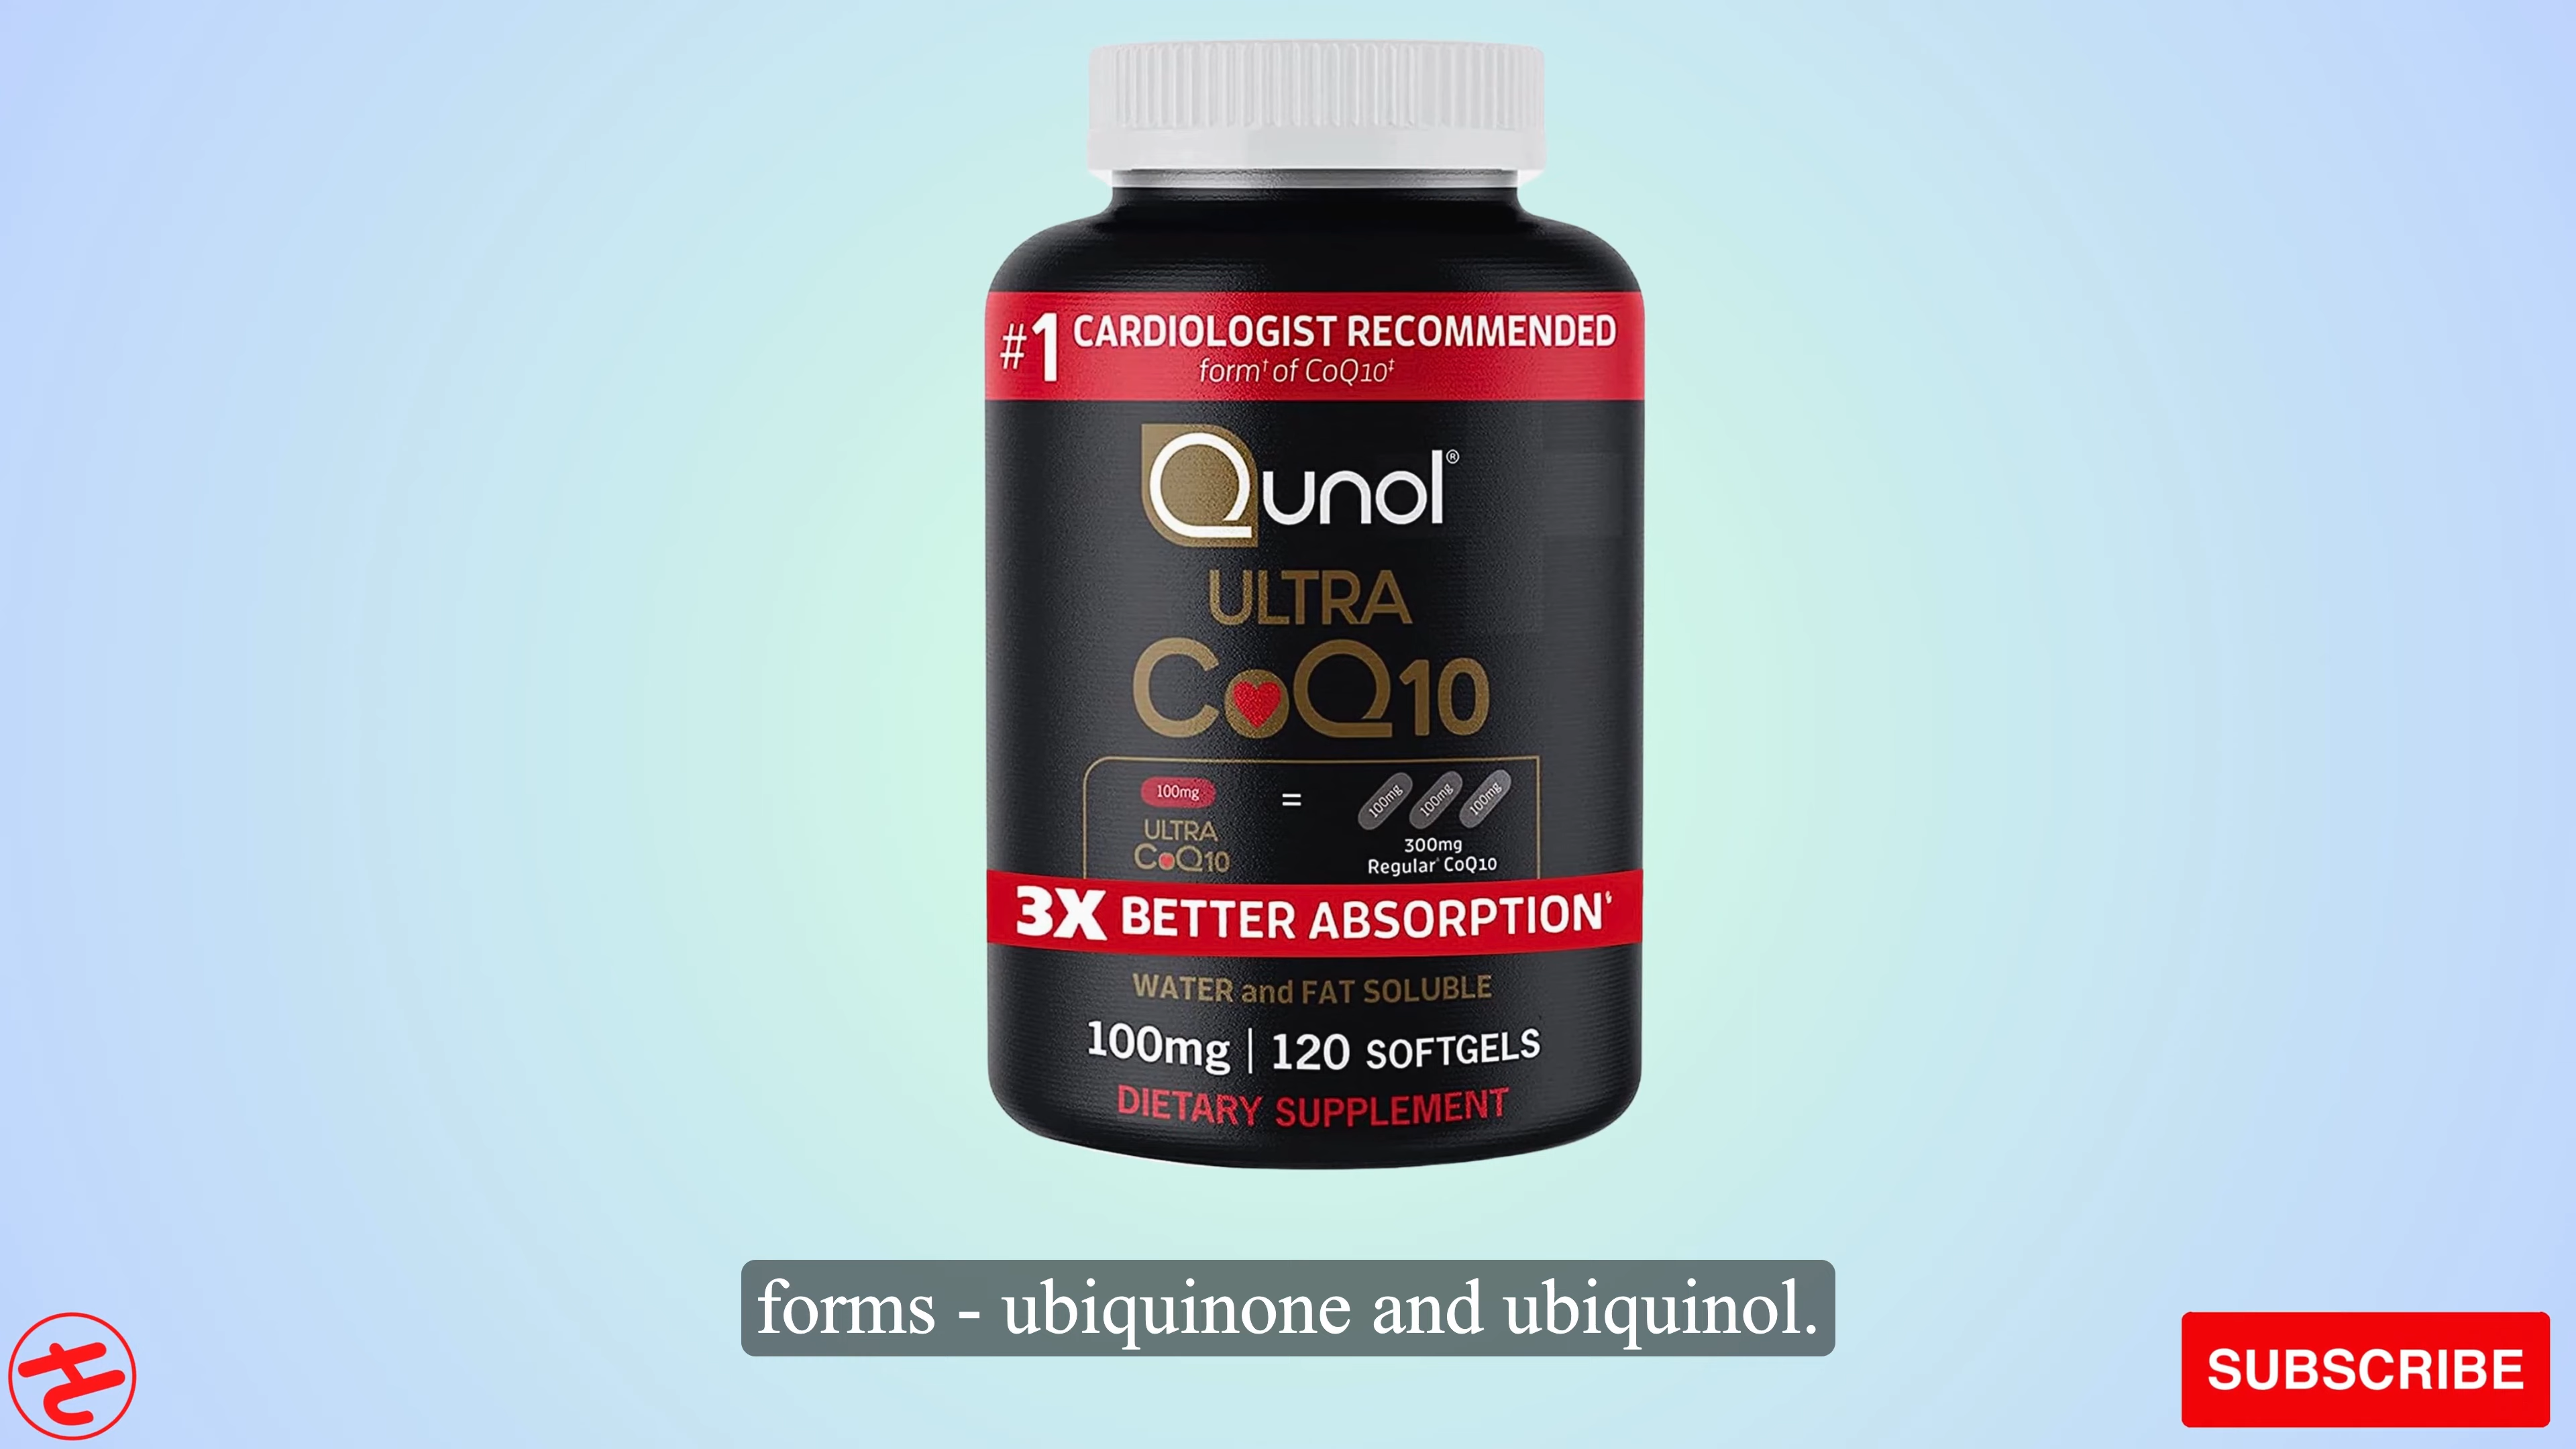 #1 CARDIOLOGIST RECOMMENDED
form† of CoQ10‡
Qunol®
ULTRA
CoQ10
100mg = 100mg 100mg 100mg
ULTRA
CoQ10
300mg
Regular CoQ10
3X BETTER ABSORPTION
WATER and FAT SOLUBLE
100mg | 120 SOFTGELS
DIETARY SUPPLEMENT
forms - ubiquinone and ubiquinol.
SUBSCRIBE